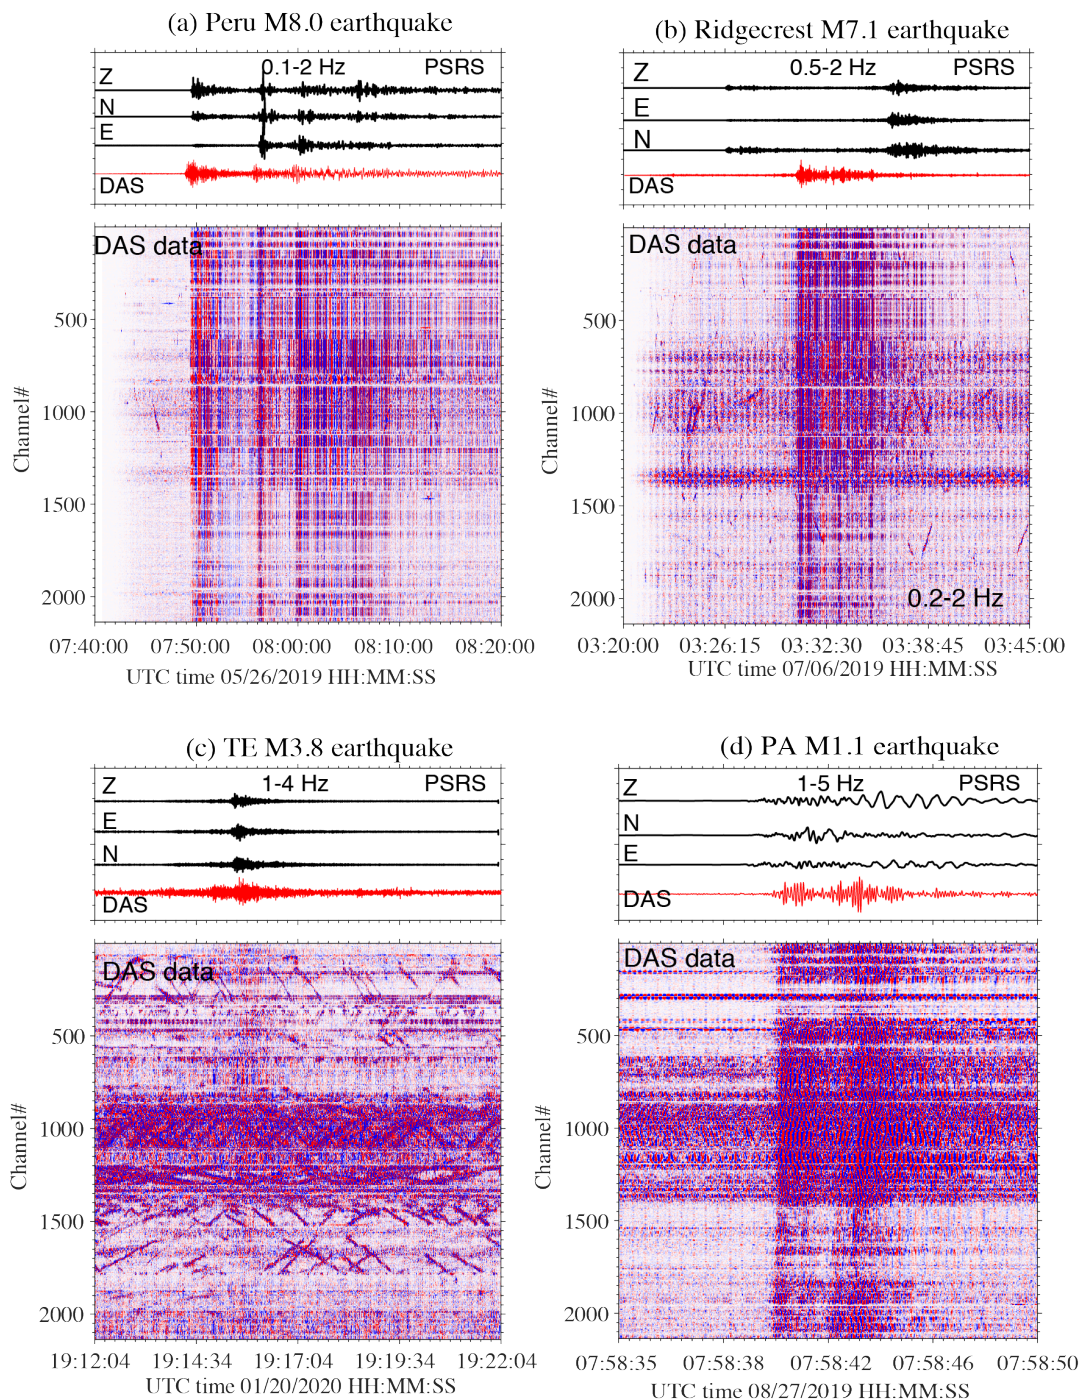 (a) Peru M8.0 earthquake
Z
0.1-2 Hz
PSRS
N
E
DAS
DAS data
500
1000
1500
2000
Channel#
07:40:00
07:50:00
08:00:00
08:10:00
08:20:00
UTC time 05/26/2019 HH:MM:SS
(b) Ridgecrest M7.1 earthquake
Z
0.5-2 Hz
PSRS
E
N
DAS
DAS data
500
1000
1500
2000
Channel#
0.2-2 Hz
03:20:00
03:26:15
03:32:30
03:38:45
03:45:00
UTC time 07/06/2019 HH:MM:SS
(c) TE M3.8 earthquake
Z
1-4 Hz
PSRS
E
N
DAS
DAS data
500
1000
1500
2000
Channel#
19:12:04
19:14:34
19:17:04
19:19:34
19:22:04
UTC time 01/20/2020 HH:MM:SS
(d) PA M1.1 earthquake
Z
1-5 Hz
PSRS
N
E
DAS
DAS data
500
1000
1500
2000
Channel#
07:58:35
07:58:38
07:58:42
07:58:46
07:58:50
UTC time 08/27/2019 HH:MM:SS